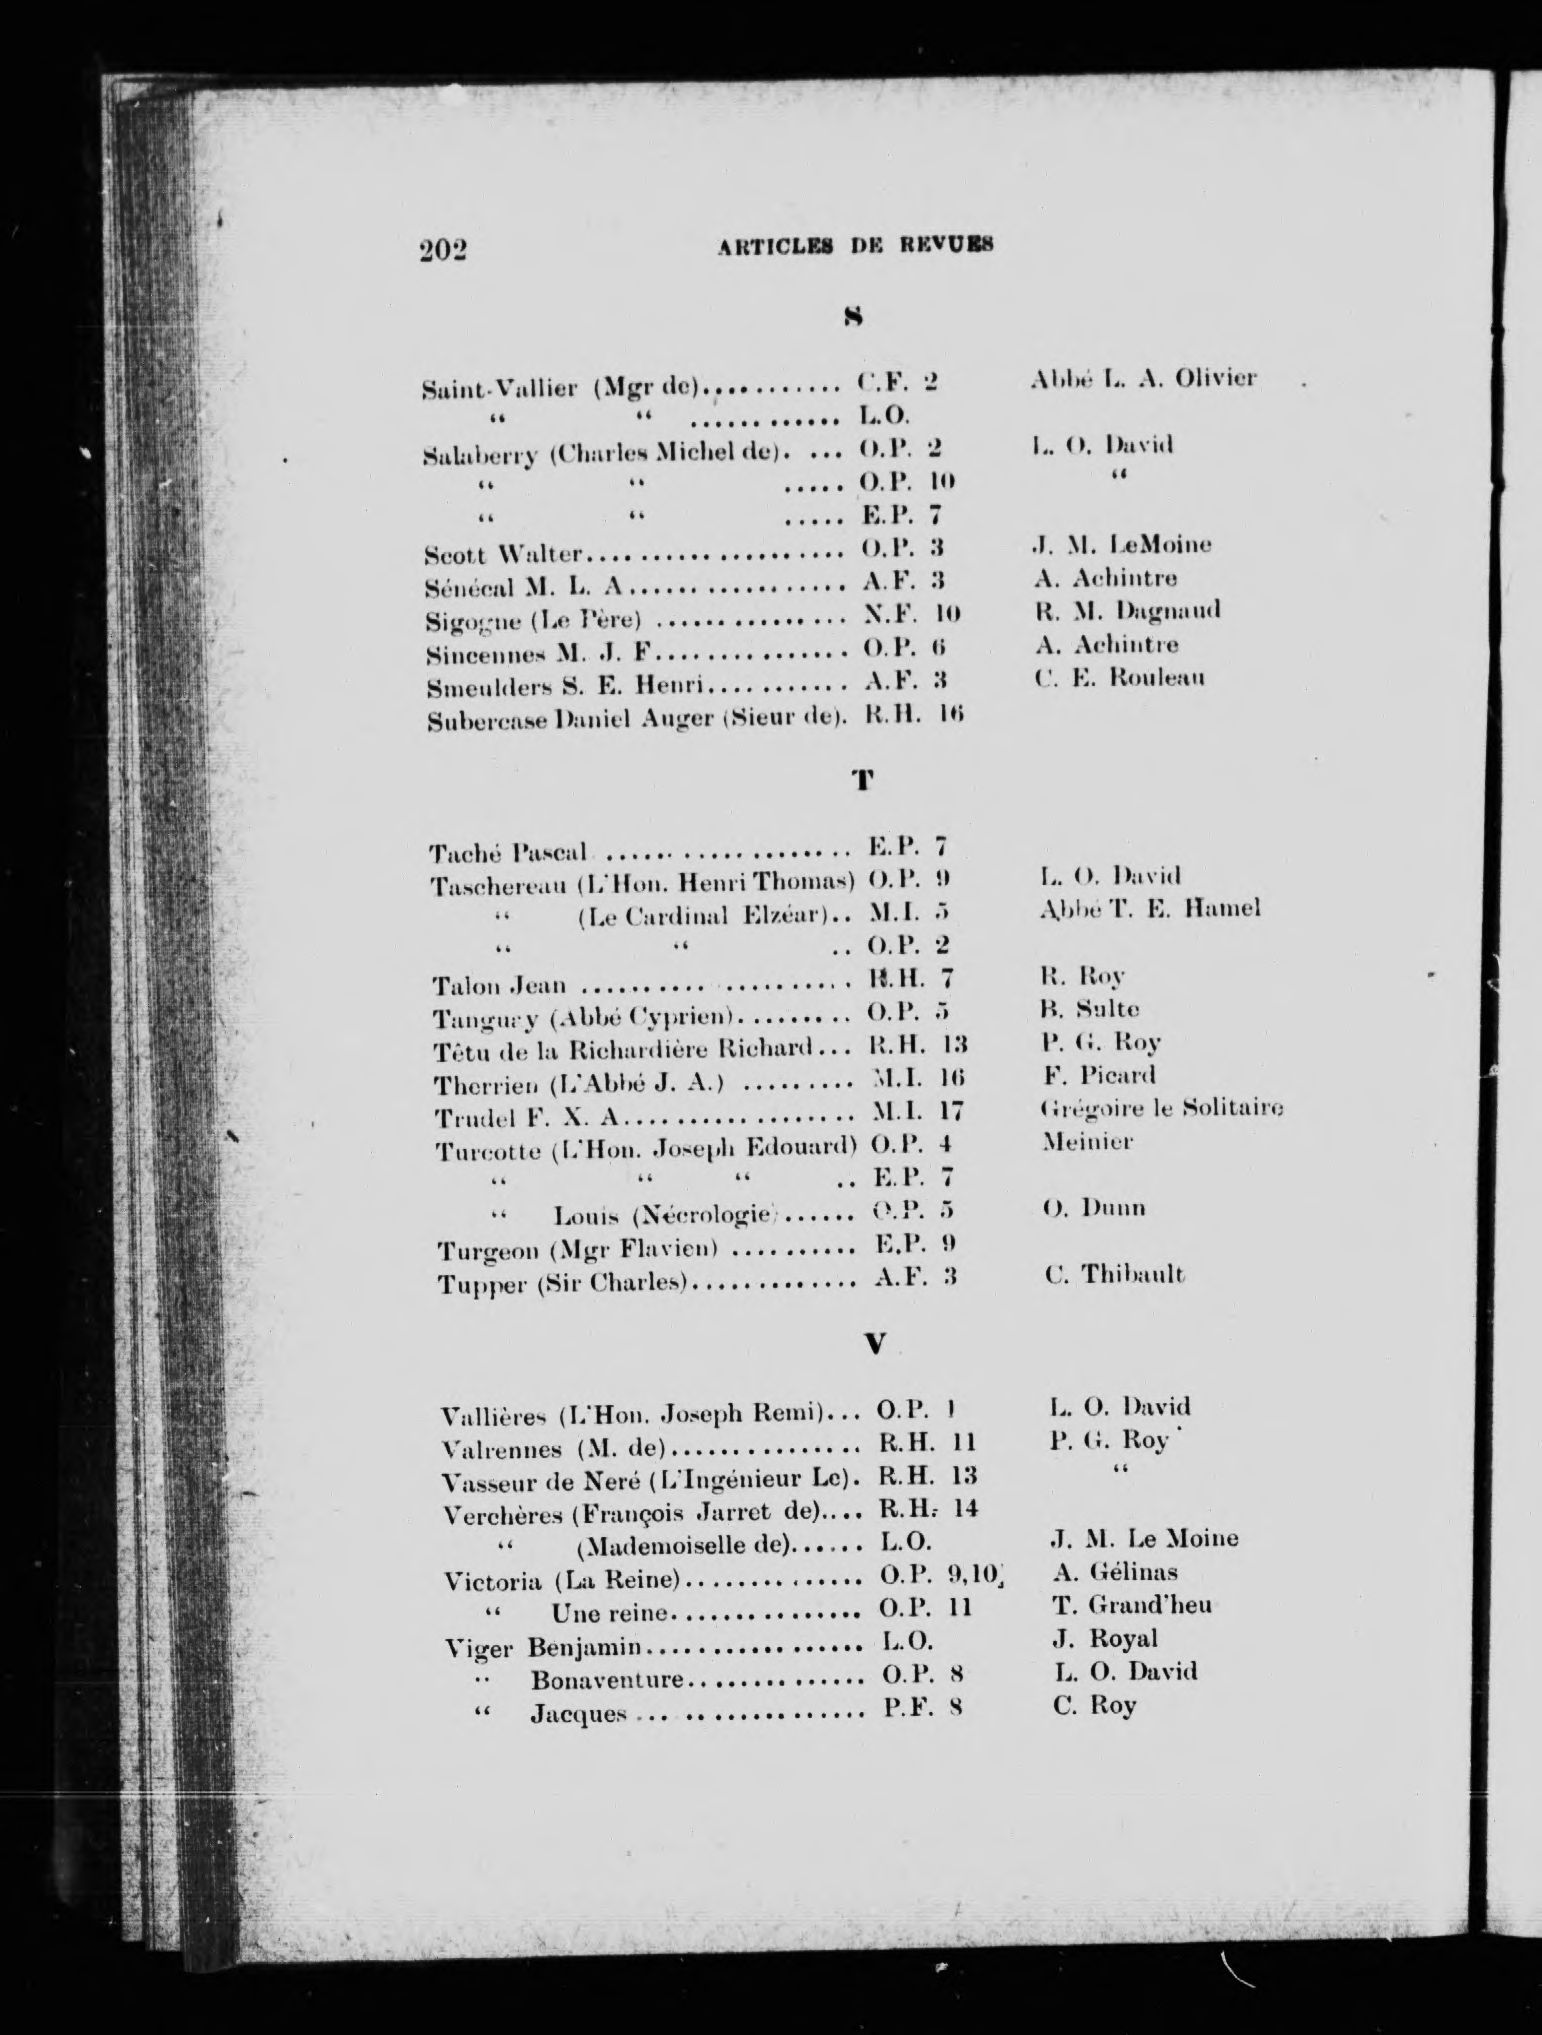 202 ARTICLES DE REVUES
S
Saint-Vallier (Mgr de)............ C.F. 2 Abbé L. A. Olivier
“ “ ............ L.O.
Salaberry (Charles Michel de). ... O.P. 2 L. O. David
“ “ ..... O.P. 10 “
“ “ ..... E.P. 7
Scott Walter.................... O.P. 3 J. M. LeMoine
Sénécal M. L. A................. A.F. 3 A. Achintre
Sigogne (Le Père) ............... N.F. 10 R. M. Dagnaud
Sincennes M. J. F............... O.P. 6 A. Achintre
Smeulders S. E. Henri........... A.F. 3 C. E. Rouleau
Subercase Daniel Auger (Sieur de). R.H. 16
T
Taché Pascal ................... E.P. 7
Taschereau (L'Hon. Henri Thomas) O.P. 9 L. O. David
“ (Le Cardinal Elzéar).. M.I. 5 Abbé T. E. Hamel
“ “ .. O.P. 2
Talon Jean ..................... R.H. 7 R. Roy
Tanguay (Abbé Cyprien)......... O.P. 5 B. Sulte
Têtu de la Richardière Richard... R.H. 13 P. G. Roy
Therrien (L'Abbé J. A.) ......... M.I. 16 F. Picard
Trudel F. X. A.................. M.I. 17 Grégoire le Solitaire
Turcotte (L'Hon. Joseph Edouard) O.P. 4 Meinier
“ “ “ .. E.P. 7
“ Louis (Nécrologie)...... O.P. 5 O. Dunn
Turgeon (Mgr Flavien) .......... E.P. 9
Tupper (Sir Charles)............. A.F. 3 C. Thibault
V
Vallières (L'Hon. Joseph Remi)... O.P. 1 L. O. David
Valrennes (M. de)............... R.H. 11 P. G. Roy
Vasseur de Neré (L'Ingénieur Le). R.H. 13 “
Verchères (François Jarret de).... R.H. 14
“ (Mademoiselle de)...... L.O. J. M. Le Moine
Victoria (La Reine).............. O.P. 9,10, A. Gélinas
“ Une reine............... O.P. 11 T. Grand'heu
Viger Benjamin................. L.O. J. Royal
“ Bonaventure.............. O.P. 8 L. O. David
“ Jacques ................. P.F. 8 C. Roy